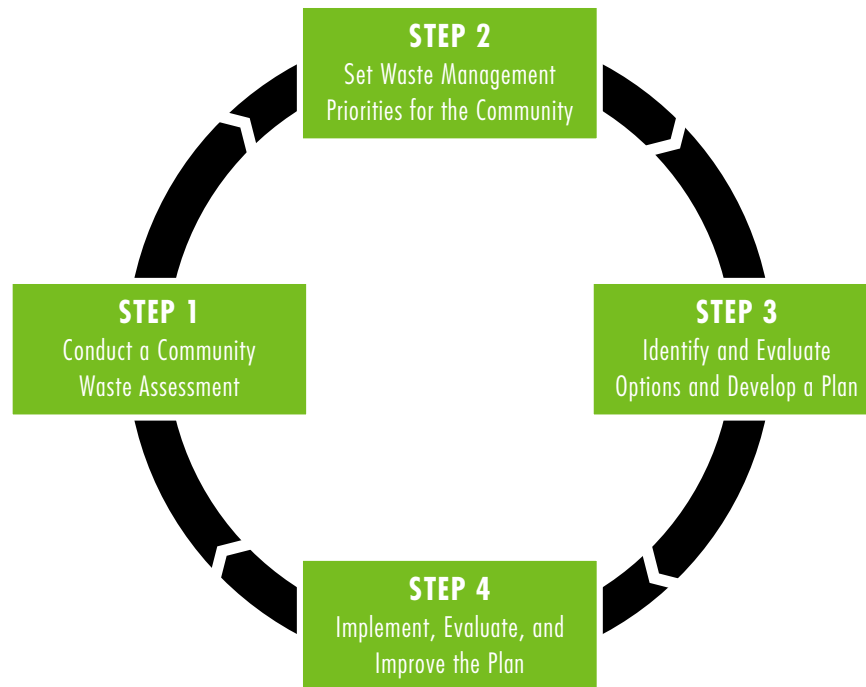 STEP 2
Set Waste Management
Priorities for the Community
STEP 1
Conduct a Community
Waste Assessment
STEP 3
Identify and Evaluate
Options and Develop a Plan
STEP 4
Implement, Evaluate, and
Improve the Plan